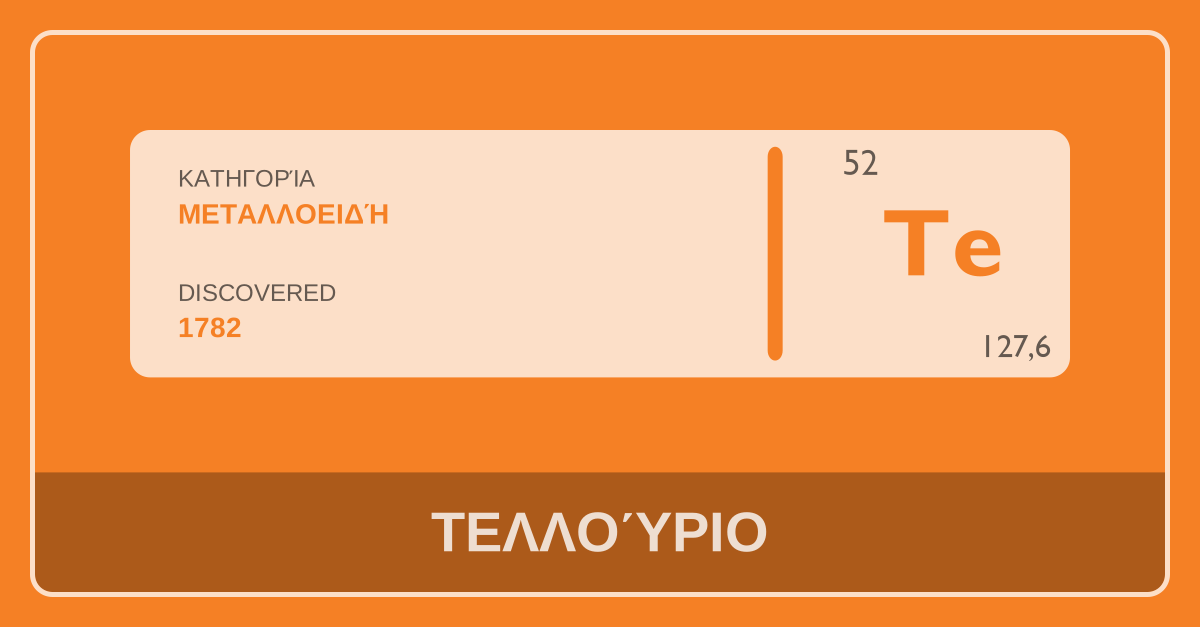 ΚΑΤΗΓΟΡΊΑ
ΜΕΤΑΛΛΟΕΙΔΉ
DISCOVERED
1782
52
Te
127,6
ΤΕΛΛΟΎΡΙΟ